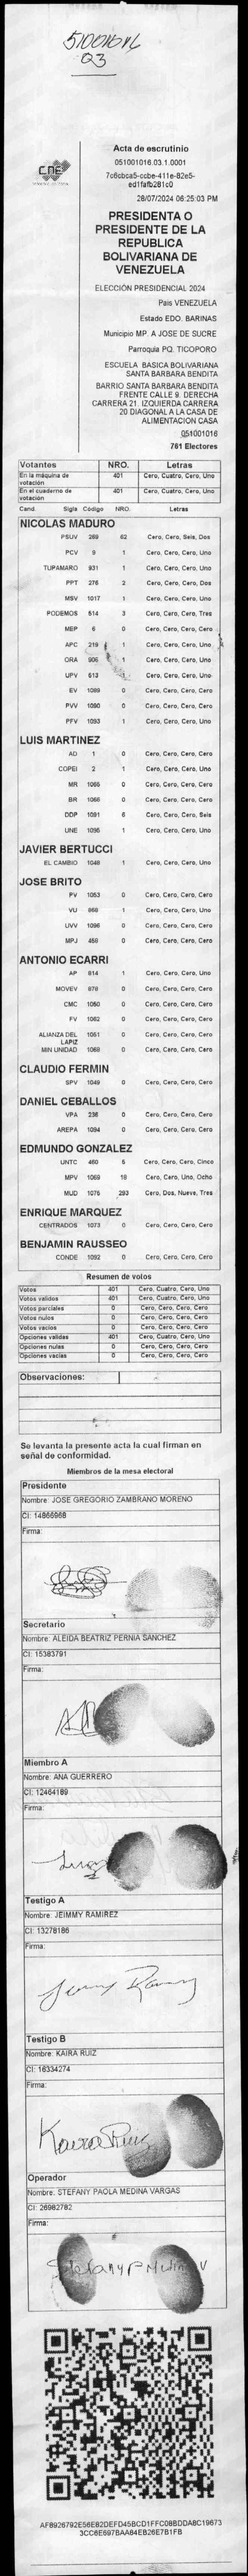 51001016
03
CNE
Acta de escrutinio
051001016.03.1.0001
7c6cbca5-ccbe-411e-82e5-
ed1fafb281c0
28/07/2024 06:25:03 PM
PRESIDENTA O
PRESIDENTE DE LA
REPUBLICA
BOLIVARIANA DE
VENEZUELA
ELECCIÓN PRESIDENCIAL 2024
Pais VENEZUELA
Estado EDO. BARINAS
Municipio MP. A JOSE DE SUCRE
Parroquia PQ. TICOPORO
ESCUELA BASICA BOLIVARIANA
SANTA BARBARA BENDITA
BARRIO SANTA BARBARA BENDITA
FRENTE CALLE 9. DERECHA
CARRERA 21. IZQUIERDA CARRERA
20 DIAGONAL A LA CASA DE
ALIMENTACION CASA
051001016
761 Electores
Votantes NRO. Letras
En la máquina de votación 401 Cero, Cuatro, Cero, Uno
En el cuaderno de votación 401 Cero, Cuatro, Cero, Uno
Cand. Sigla Código NRO. Letras
NICOLAS MADURO
PSUV 269 62 Cero, Cero, Seis, Dos
PCV 9 1 Cero, Cero, Cero, Uno
TUPAMARO 931 1 Cero, Cero, Cero, Uno
PPT 276 2 Cero, Cero, Cero, Dos
MSV 1017 1 Cero, Cero, Cero, Uno
PODEMOS 514 3 Cero, Cero, Cero, Tres
MEP 6 0 Cero, Cero, Cero, Cero
APC 219 1 Cero, Cero, Cero, Uno
ORA 906 1 Cero, Cero, Cero, Uno
UPV 613 1 Cero, Cero, Cero, Uno
EV 1089 0 Cero, Cero, Cero, Cero
PVV 1090 0 Cero, Cero, Cero, Cero
PFV 1093 1 Cero, Cero, Cero, Uno
LUIS MARTINEZ
AD 1 0 Cero, Cero, Cero, Cero
COPEI 2 1 Cero, Cero, Cero, Uno
MR 1065 0 Cero, Cero, Cero, Cero
BR 1066 0 Cero, Cero, Cero, Cero
DDP 1091 6 Cero, Cero, Cero, Seis
UNE 1095 1 Cero, Cero, Cero, Uno
JAVIER BERTUCCI
EL CAMBIO 1048 1 Cero, Cero, Cero, Uno
JOSE BRITO
PV 1053 0 Cero, Cero, Cero, Cero
VU 868 1 Cero, Cero, Cero, Uno
UVV 1096 0 Cero, Cero, Cero, Cero
MPJ 459 0 Cero, Cero, Cero, Cero
ANTONIO ECARRI
AP 814 1 Cero, Cero, Cero, Uno
MOVEV 878 0 Cero, Cero, Cero, Cero
CMC 1050 0 Cero, Cero, Cero, Cero
FV 1062 0 Cero, Cero, Cero, Cero
ALIANZA DEL LAPIZ 1051 0 Cero, Cero, Cero, Cero
MIN UNIDAD 1068 0 Cero, Cero, Cero, Cero
CLAUDIO FERMIN
SPV 1049 0 Cero, Cero, Cero, Cero
DANIEL CEBALLOS
VPA 236 0 Cero, Cero, Cero, Cero
AREPA 1094 0 Cero, Cero, Cero, Cero
EDMUNDO GONZALEZ
UNTC 460 5 Cero, Cero, Cero, Cinco
MPV 1069 18 Cero, Cero, Uno, Ocho
MUD 1075 293 Cero, Dos, Nueve, Tres
ENRIQUE MARQUEZ
CENTRADOS 1073 0 Cero, Cero, Cero, Cero
BENJAMIN RAUSSEO
CONDE 1092 0 Cero, Cero, Cero, Cero
Resumen de votos
Votos 401 Cero, Cuatro, Cero, Uno
Votos validos 401 Cero, Cuatro, Cero, Uno
Votos parciales 0 Cero, Cero, Cero, Cero
Votos nulos 0 Cero, Cero, Cero, Cero
Votos vacios 0 Cero, Cero, Cero, Cero
Opciones validas 401 Cero, Cuatro, Cero, Uno
Opciones nulas 0 Cero, Cero, Cero, Cero
Opciones vacias 0 Cero, Cero, Cero, Cero
Observaciones:
Se levanta la presente acta la cual firman en
señal de conformidad.
Miembros de la mesa electoral
Presidente
Nombre: JOSE GREGORIO ZAMBRANO MORENO
CI: 14866968
Firma:
Secretario
Nombre: ALEIDA BEATRIZ PERNIA SANCHEZ
CI: 15383791
Firma:
Miembro A
Nombre: ANA GUERRERO
CI: 12464189
Firma:
Testigo A
Nombre: JEIMMY RAMIREZ
CI: 13278186
Firma:
Testigo B
Nombre: KAIRA RUIZ
CI: 16334274
Firma:
Kaira Ruiz
Operador
Nombre: STEFANY PAOLA MEDINA VARGAS
CI: 26982782
Firma:
Stefany P Medina V
AF8926792E56E82DEFD45BCD1FFC08BDDA8C19673
3CC6E697BAA84EB26E7B1FB